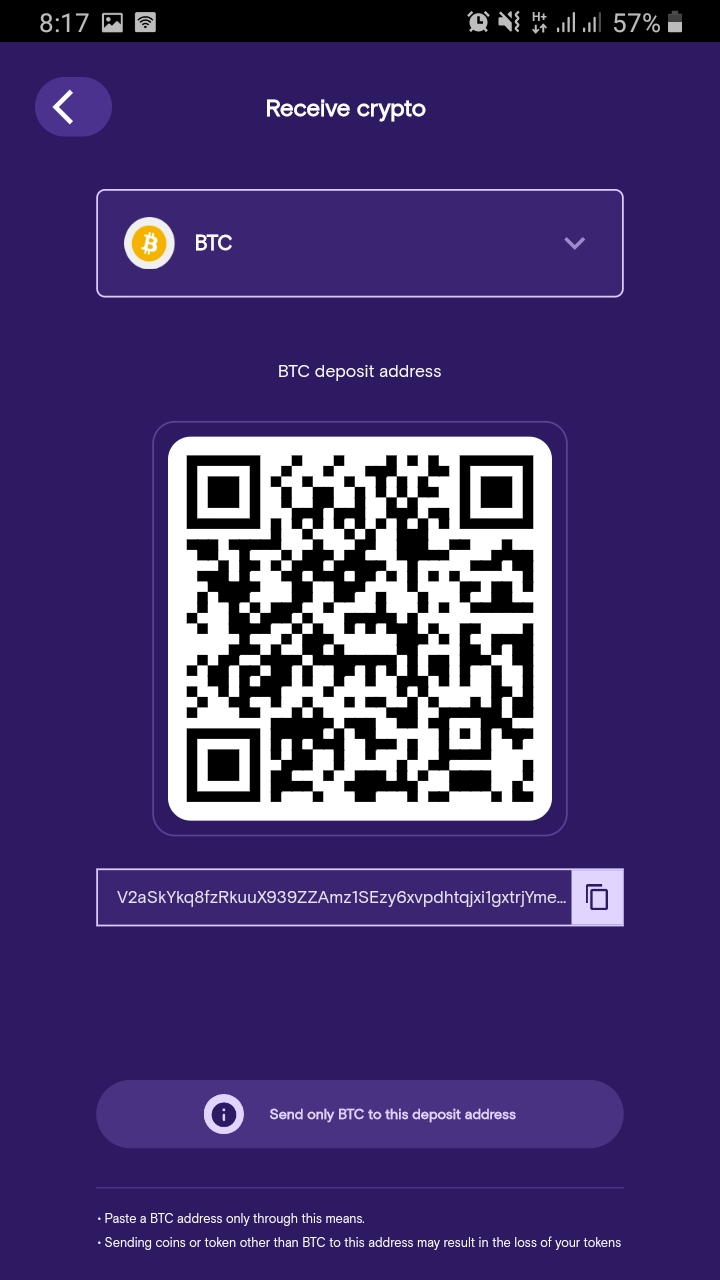 8:17 H+ 57%
Receive crypto
BTC
BTC deposit address
V2aSkYkq8fzRkuuX939ZZAmz1SEzy6xvpdhtqjxi1gxtrjYme...
Send only BTC to this deposit address
• Paste a BTC address only through this means.
• Sending coins or token other than BTC to this address may result in the loss of your tokens